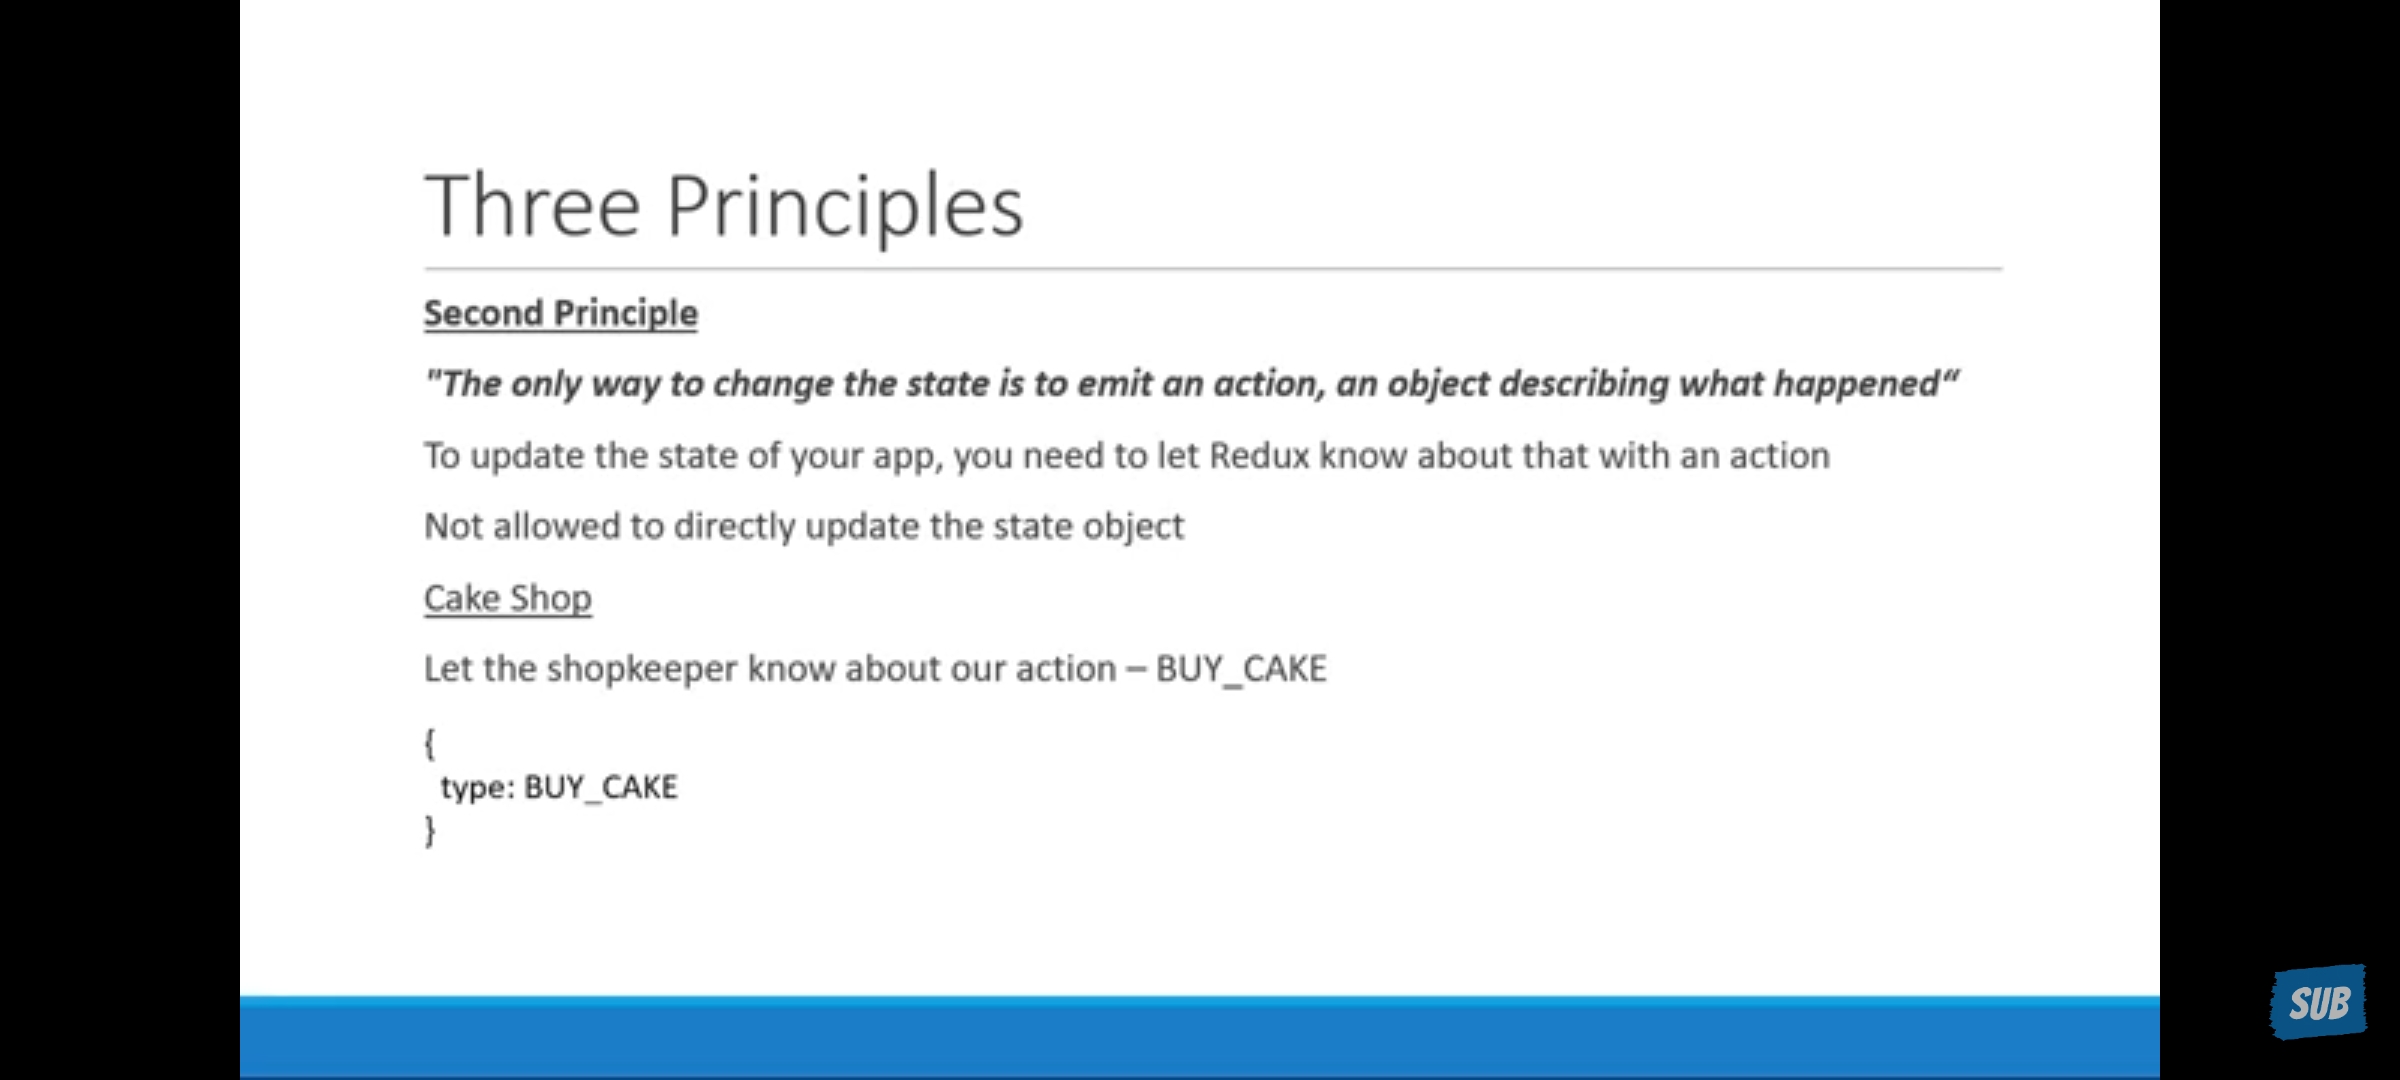 Three Principles
Second Principle
"The only way to change the state is to emit an action, an object describing what happened“
To update the state of your app, you need to let Redux know about that with an action
Not allowed to directly update the state object
Cake Shop
Let the shopkeeper know about our action – BUY_CAKE
{
type: BUY_CAKE
}
SUB